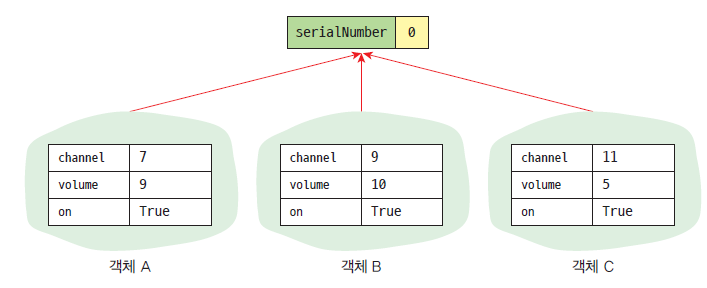 serialNumber 0
channel 7
volume 9
on True
객체 A
channel 9
volume 10
on True
객체 B
channel 11
volume 5
on True
객체 C